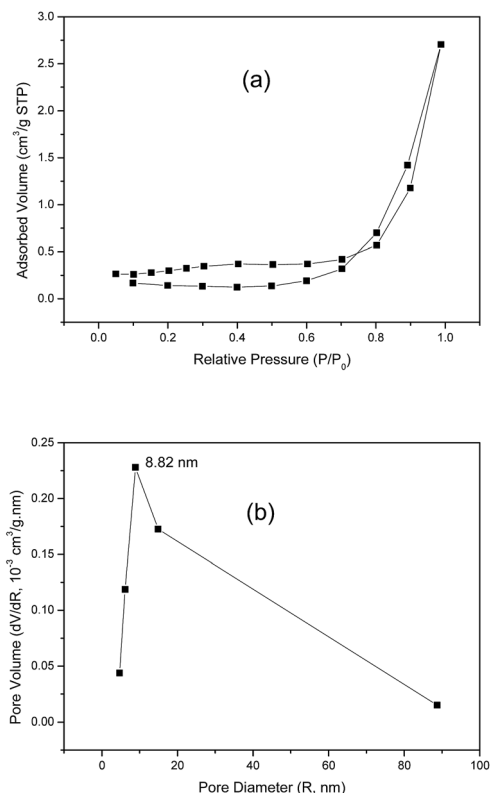 3.0
2.5
2.0
1.5
1.0
0.5
0.0
(a)
Adsorbed Volume (cm³/g STP)
0.0 0.2 0.4 0.6 0.8 1.0
Relative Pressure (P/P₀)
0.25
0.20
0.15
0.10
0.05
0.00
8.82 nm
(b)
Pore Volume (dV/dR, 10⁻³ cm³/g.nm)
0 20 40 60 80 100
Pore Diameter (R, nm)